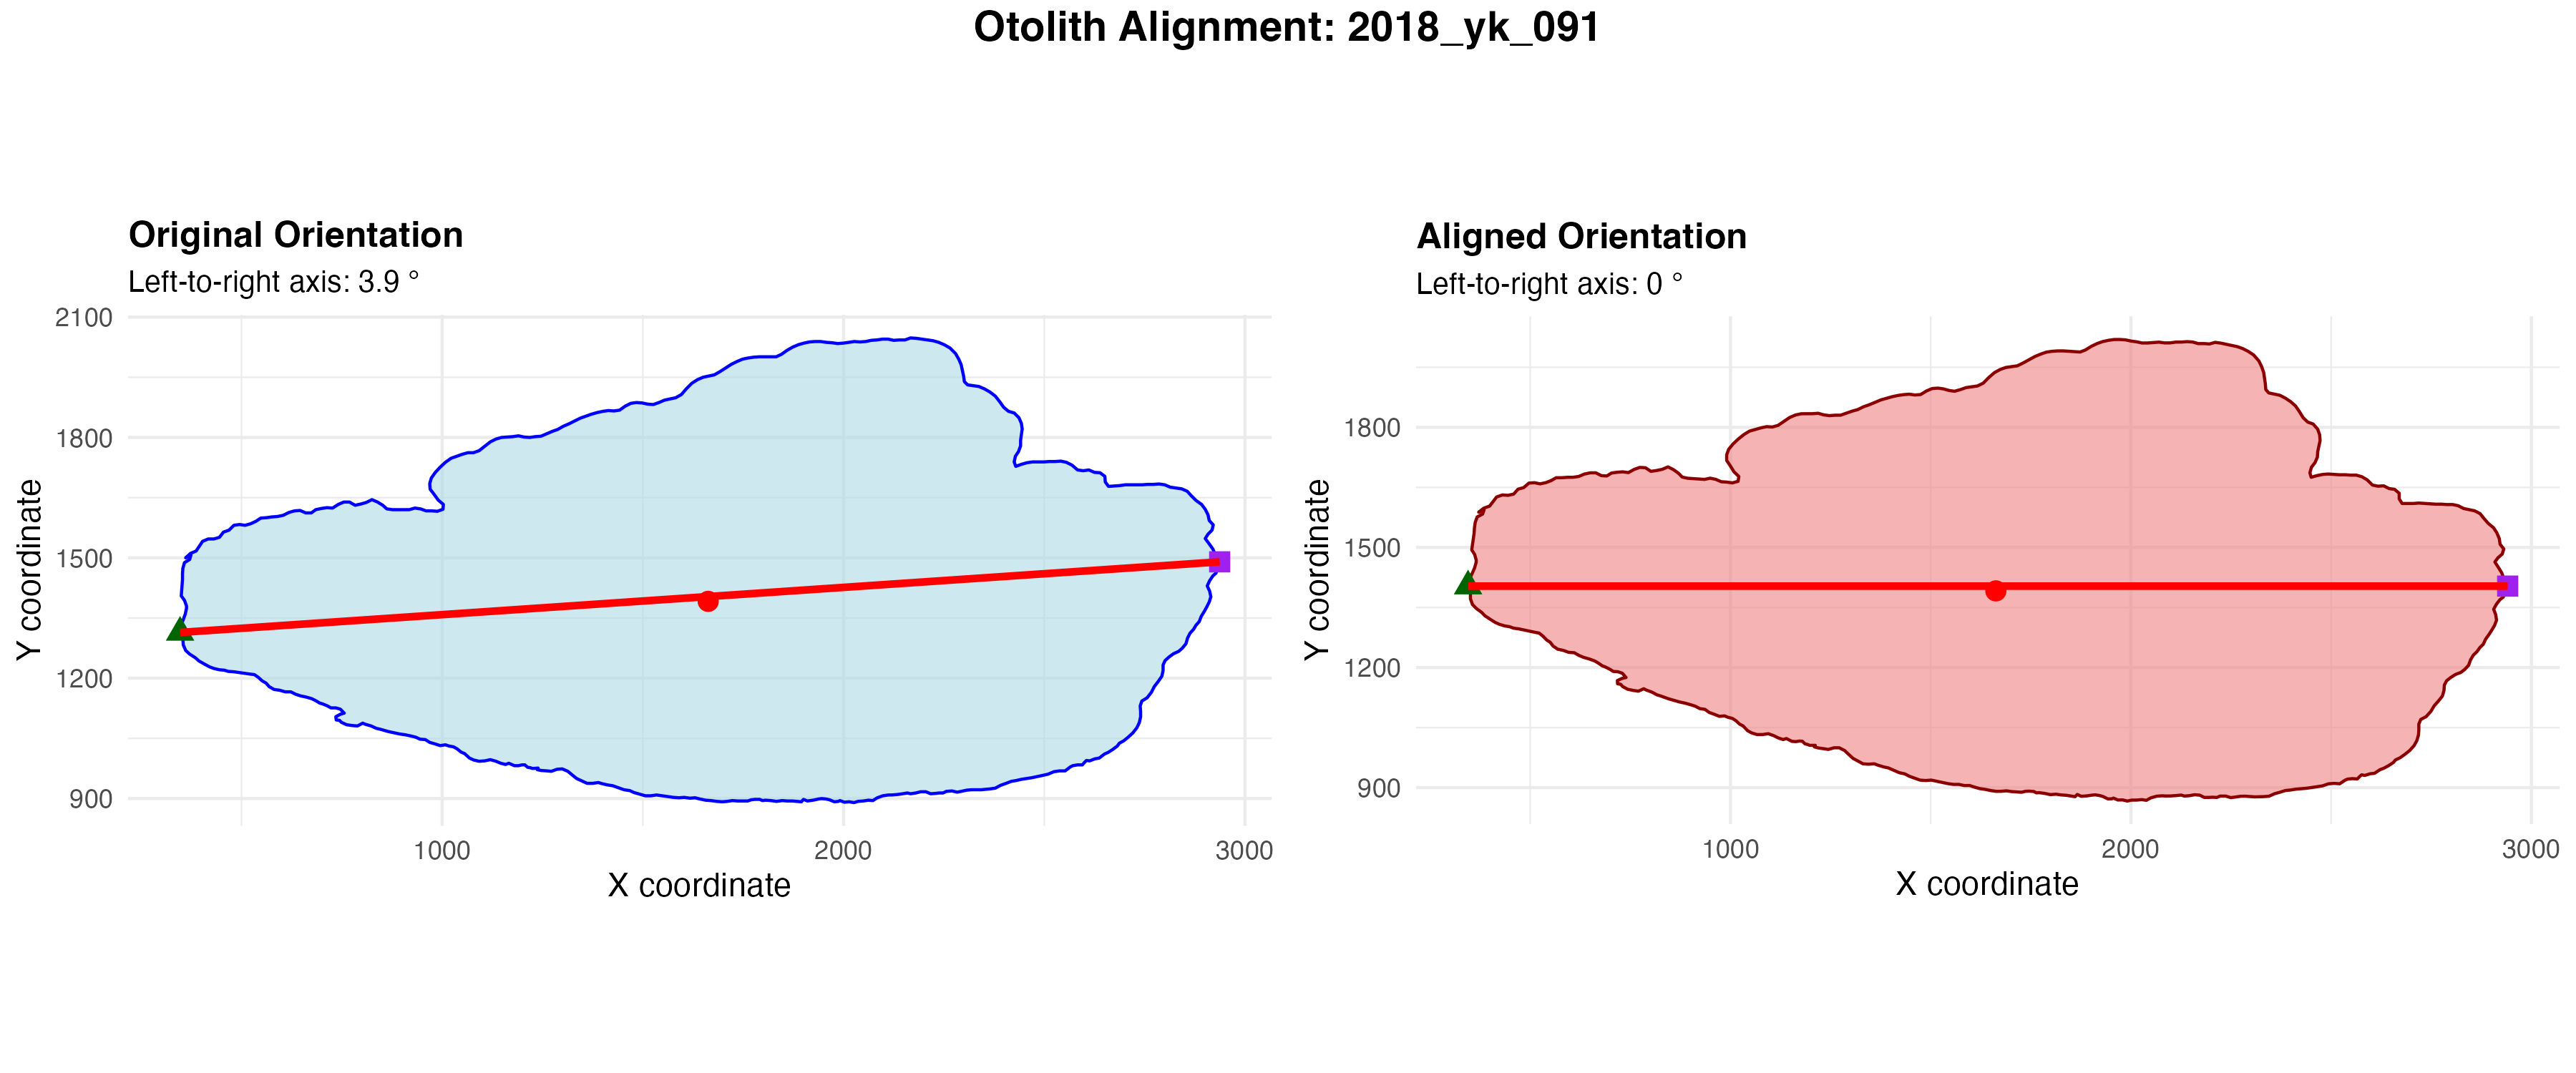 Otolith Alignment: 2018_yk_091
Original Orientation
Left-to-right axis: 3.9 °
2100
1800
1500
1200
900
Y coordinate
1000
2000
3000
X coordinate
Aligned Orientation
Left-to-right axis: 0 °
1800
1500
1200
900
Y coordinate
1000
2000
3000
X coordinate